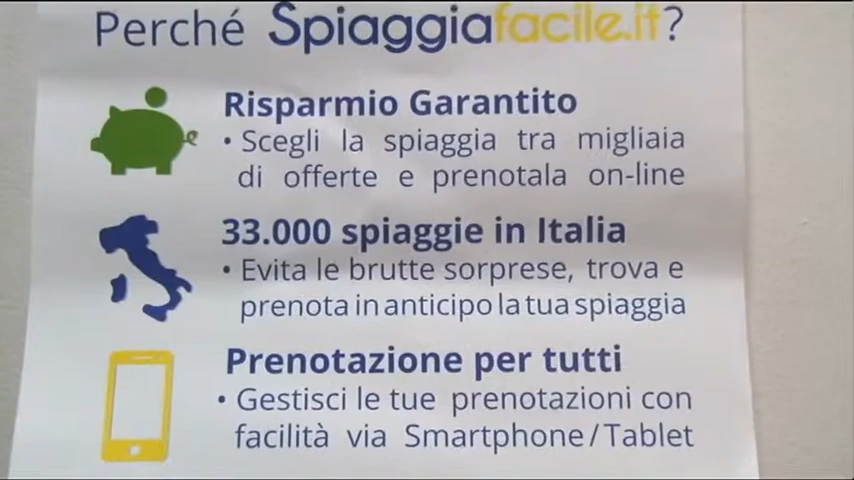 Perché Spiaggiafacile.it?
Risparmio Garantito
• Scegli la spiaggia tra migliaia
di offerte e prenotala on-line
33.000 spiaggie in Italia
• Evita le brutte sorprese, trova e
prenota in anticipo la tua spiaggia
Prenotazione per tutti
• Gestisci le tue prenotazioni con
facilità via Smartphone/Tablet